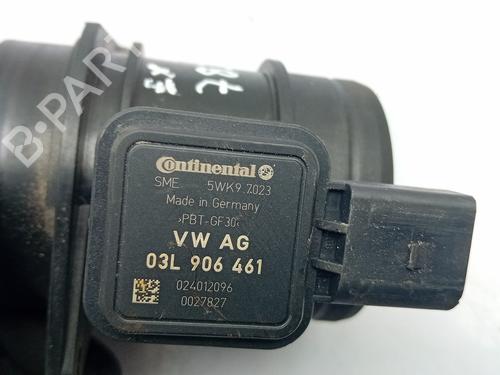 B-PARTS
Continental
SME 5WK9 7023
Made in Germany
>PBT-GF30<
VW AG
03L 906 461
024012096
0027827